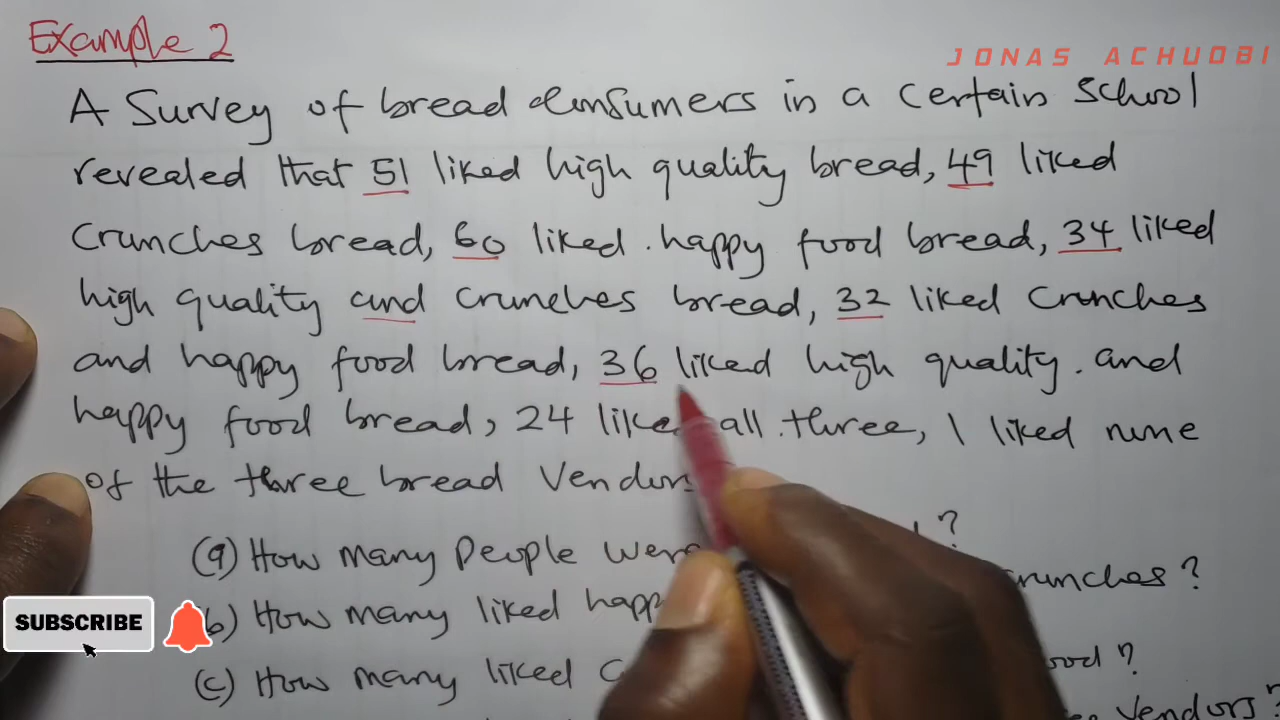 Example 2
JONAS ACHUOBI
A Survey of bread consumers in a certain school
revealed that 51 liked high quality bread, 49 liked
Crunches bread, 60 liked happy food bread, 34 liked
high quality and crunches bread, 32 liked Crunches
and happy food bread, 36 liked high quality and
happy food bread, 24 liked all three, 1 liked none
of the three bread Vendors
(a) How many People were ?
(b) How many liked happ crunches?
(c) How many liked C ood?
Vendors?
SUBSCRIBE